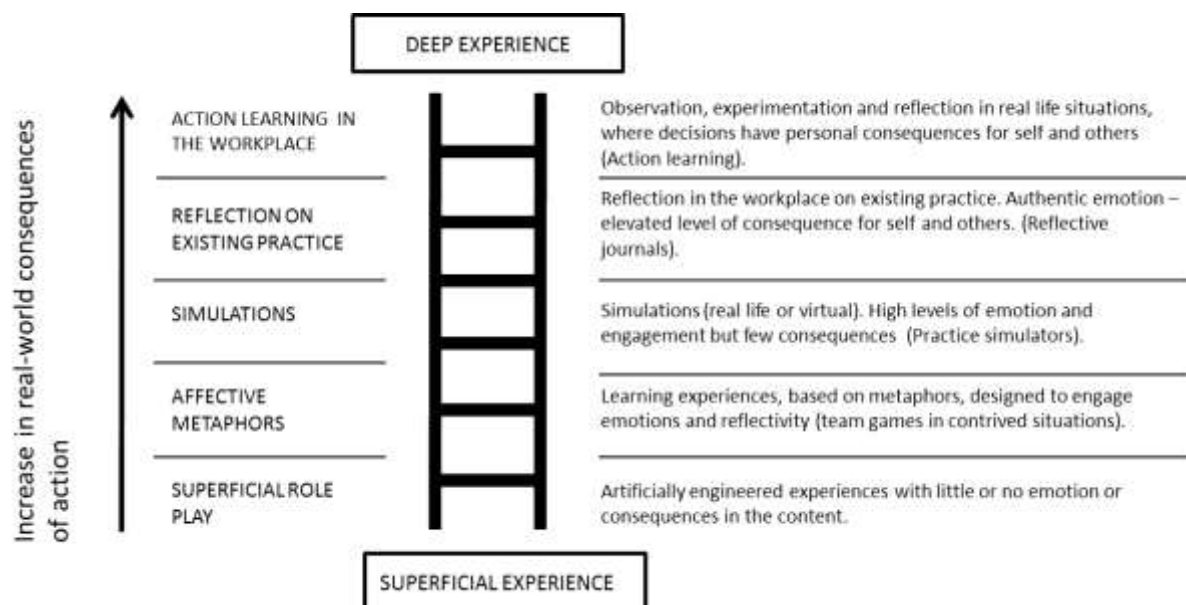 DEEP EXPERIENCE
Increase in real-world consequences
of action
ACTION LEARNING IN
THE WORKPLACE
Observation, experimentation and reflection in real life situations,
where decisions have personal consequences for self and others
(Action learning).
REFLECTION ON
EXISTING PRACTICE
Reflection in the workplace on existing practice. Authentic emotion –
elevated level of consequence for self and others. (Reflective
journals).
SIMULATIONS
Simulations (real life or virtual). High levels of emotion and
engagement but few consequences (Practice simulators).
AFFECTIVE
METAPHORS
Learning experiences, based on metaphors, designed to engage
emotions and reflectivity (team games in contrived situations).
SUPERFICIAL ROLE
PLAY
Artificially engineered experiences with little or no emotion or
consequences in the content.
SUPERFICIAL EXPERIENCE